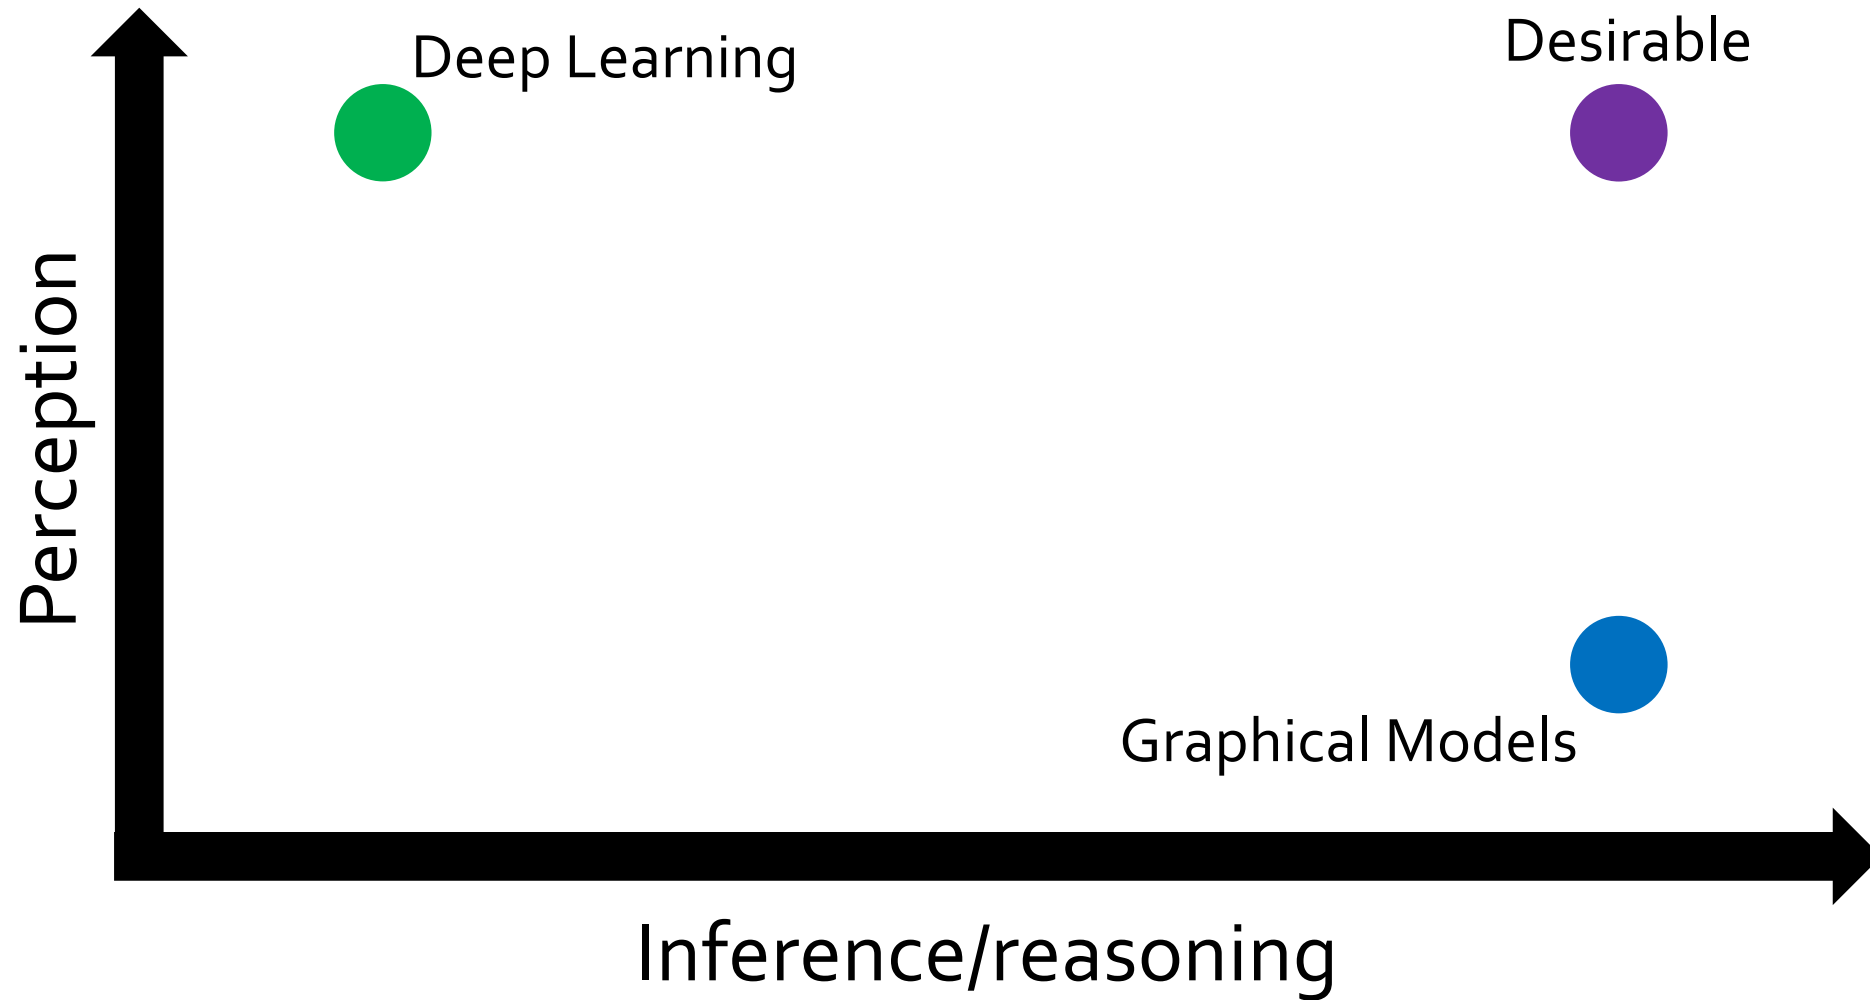 Deep Learning
Desirable
Perception
Graphical Models
Inference/reasoning